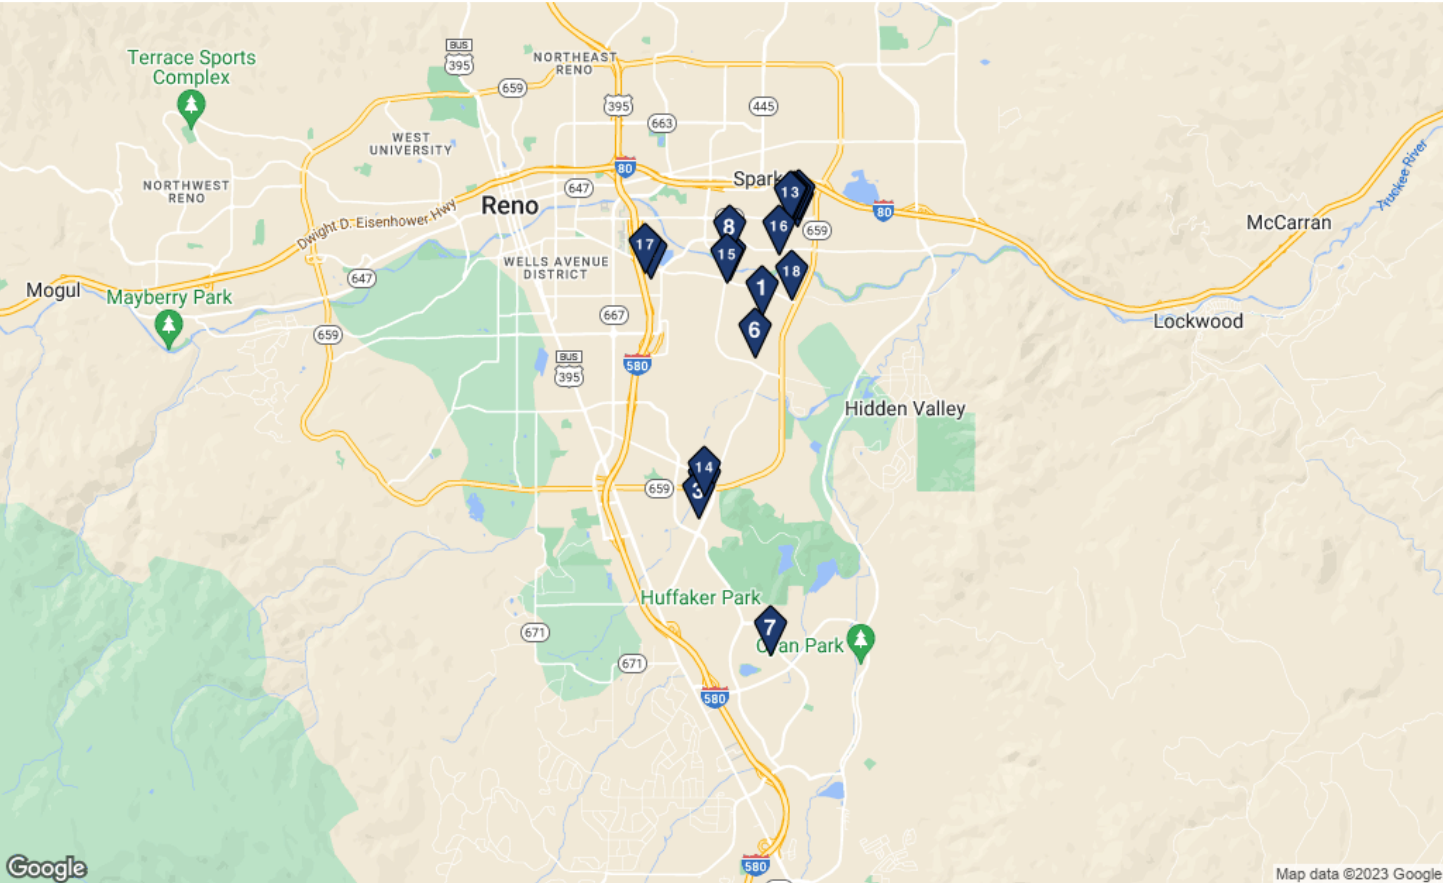 BUS
395
NORTHEAST
RENO
Terrace Sports
Complex
659
395
445
663
WEST
UNIVERSITY
80
NORTHWEST
RENO
647
Reno
Dwight D. Eisenhower Hwy
Spark
13
8
16
659
80
McCarran
Truckee River
17
15
18
WELLS AVENUE
DISTRICT
647
Mogul
Mayberry Park
1
667
6
659
Lockwood
BUS
395
580
Hidden Valley
14
659
3
Huffaker Park
7
671
an Park
671
580
580
Google
Map data ©2023 Google